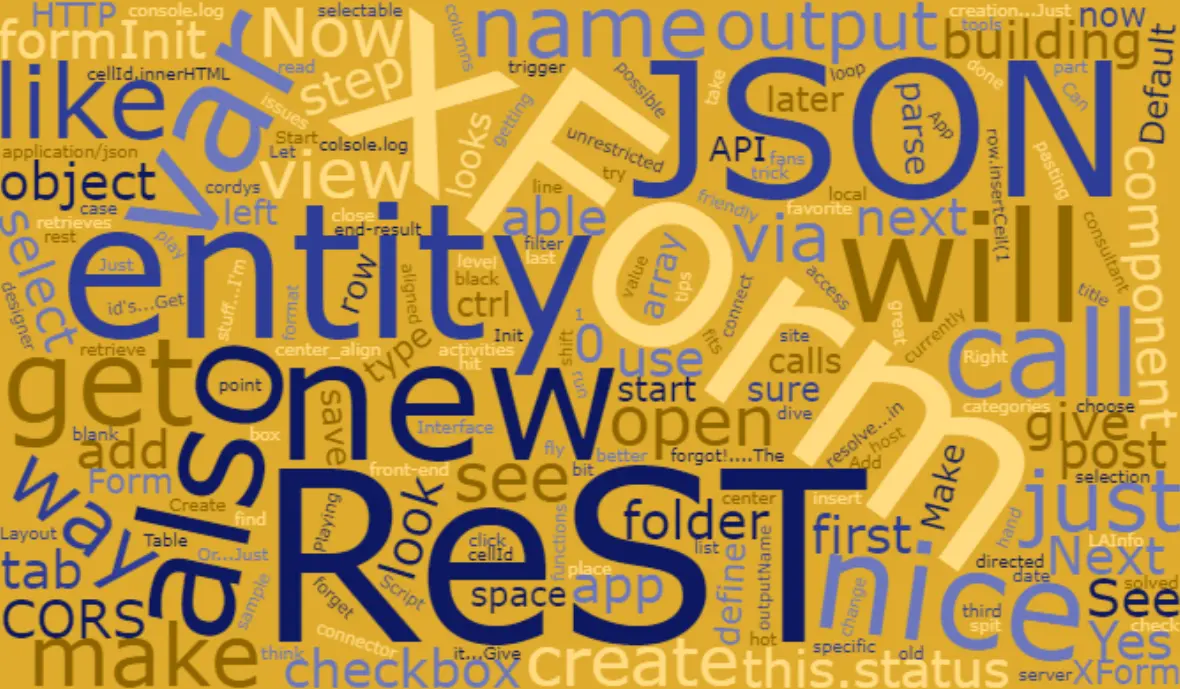 HTTP
console.log
selectable
columns
creation...Just
tools
now
formInit
Now
X
name
output
building
Default
like
cellId.innerHTML
read
step
trigger
possible
take
loop
done
part
Can
var
issues
looks
getting
JSON
later
parse
App
application/json
Start
Let
colsole.log
unrestricted
try
API
fans
trick
row.insertCell(1
pasting
component
object
cordys
view
line
local
case
retrieves
rest
left
close
end-result
able
filter
friendly
via
favorite
next
will
consultant
select
play
entity
row
aligned
level
last
black
value
array
tips
connect
access
title
Just
id's...Get
stuff...I'm
format
ctrl
XForm
great
currently
designer
Init
1
0
fits
site
call
retrieve
center_align
type
activities
hit
shift
use
calls
Right
get
also
point
new
run
start
sure
categories
choose
save
open
dive
resolve...in
host
give
blank
add
box
Interface
fly
better
forgot!....The
Add
post
way
Form
front-end
see
bit
selection
Create
find
Playing
look
ReST
folder
center
insert
Make
hand
just
Layout
Table
Or...Just
click
cellId
functions
list
outputName
first
LAInfo
Next
tab
sample
forget
Script
place
space
app
define
nice
directed
date
solved
CORS
connector
change
third
spit
See
check
make
think
checkbox
it...Give
create
hot
this.status
specific
old
server
Yes
XForm